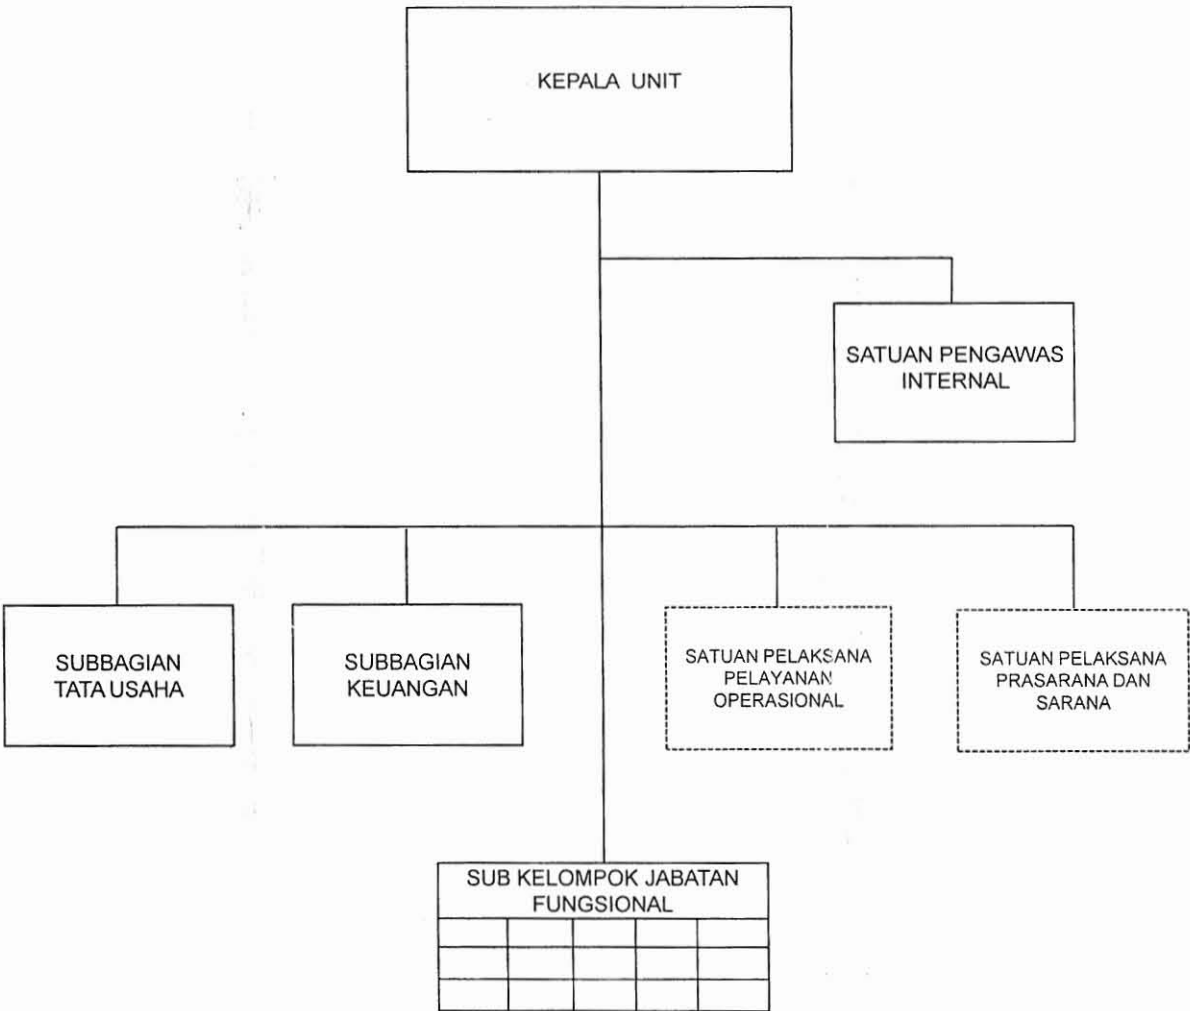 KEPALA UNIT
SATUAN PENGAWAS
INTERNAL
SUBBAGIAN
TATA USAHA
SUBBAGIAN
KEUANGAN
SATUAN PELAKSANA
PELAYANAN
OPERASIONAL
SATUAN PELAKSANA
PRASARANA DAN
SARANA
SUB KELOMPOK JABATAN
FUNGSIONAL